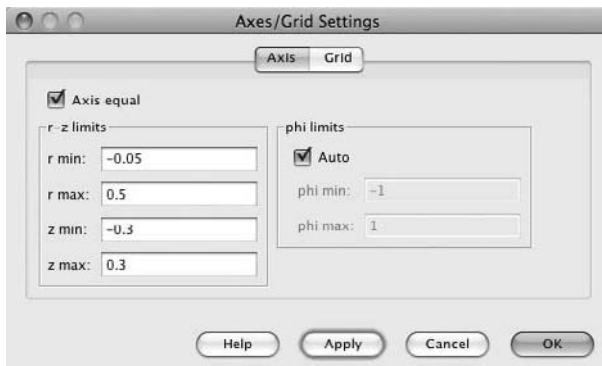 Axes/Grid Settings
Axis Grid
Axis equal
r-z limits
r min: -0.05
r max: 0.5
z min: -0.3
z max: 0.3
phi limits
Auto
phi min: -1
phi max: 1
Help Apply Cancel OK